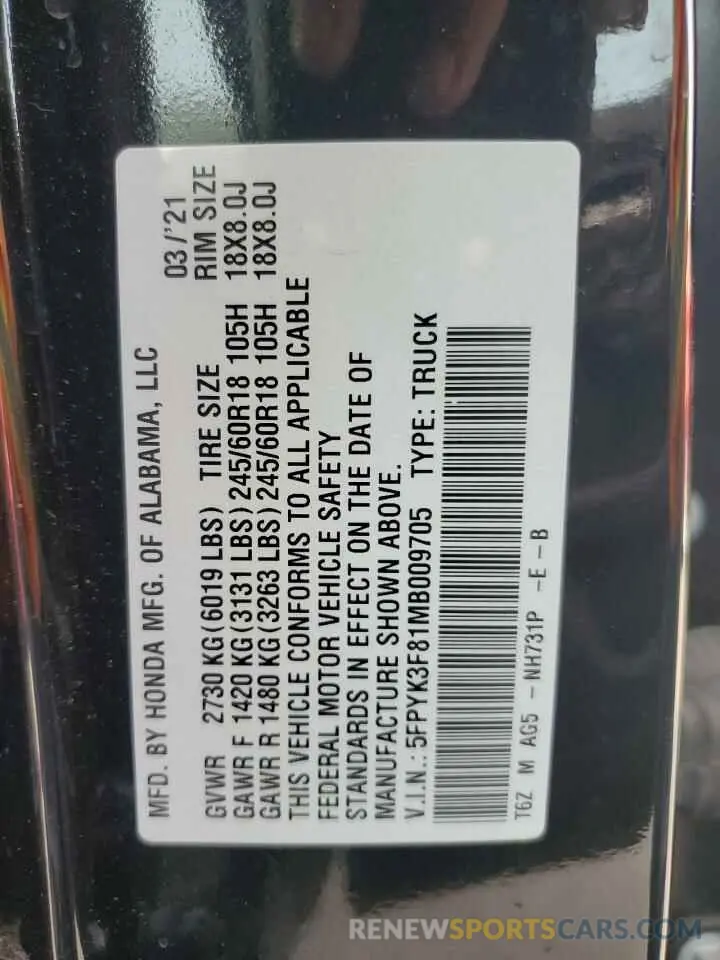 MFD. BY HONDA MFG. OF ALABAMA, LLC 03/'21
GVWR 2730 KG (6019 LBS) TIRE SIZE RIM SIZE
GAWR F 1420 KG (3131 LBS) 245/60R18 105H 18X8.0J
GAWR R 1480 KG (3263 LBS) 245/60R18 105H 18X8.0J
THIS VEHICLE CONFORMS TO ALL APPLICABLE
FEDERAL MOTOR VEHICLE SAFETY
STANDARDS IN EFFECT ON THE DATE OF
MANUFACTURE SHOWN ABOVE.
V.I.N.: 5FPYK3F81MB009705 TYPE: TRUCK
T6Z M AG5 -NH731P -E -B
RENEWSPORTSCARS.COM